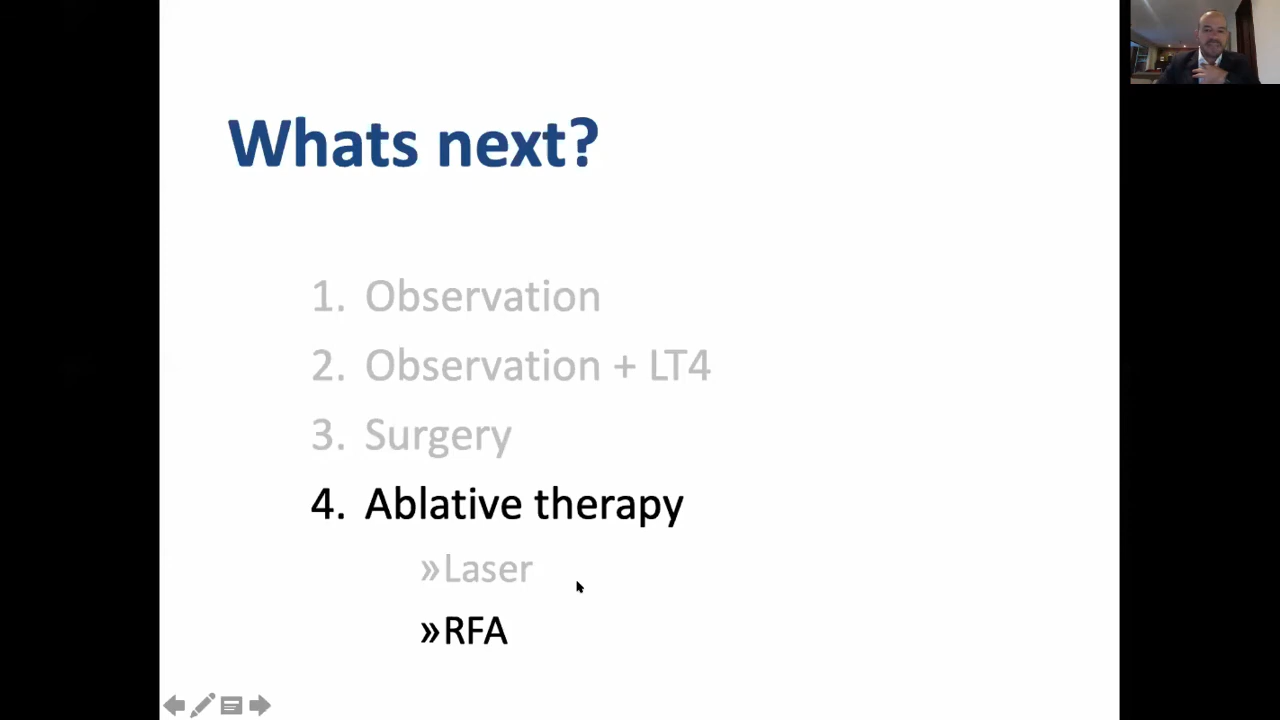 Whats next?
1. Observation
2. Observation + LT4
3. Surgery
4. Ablative therapy
»Laser
»RFA